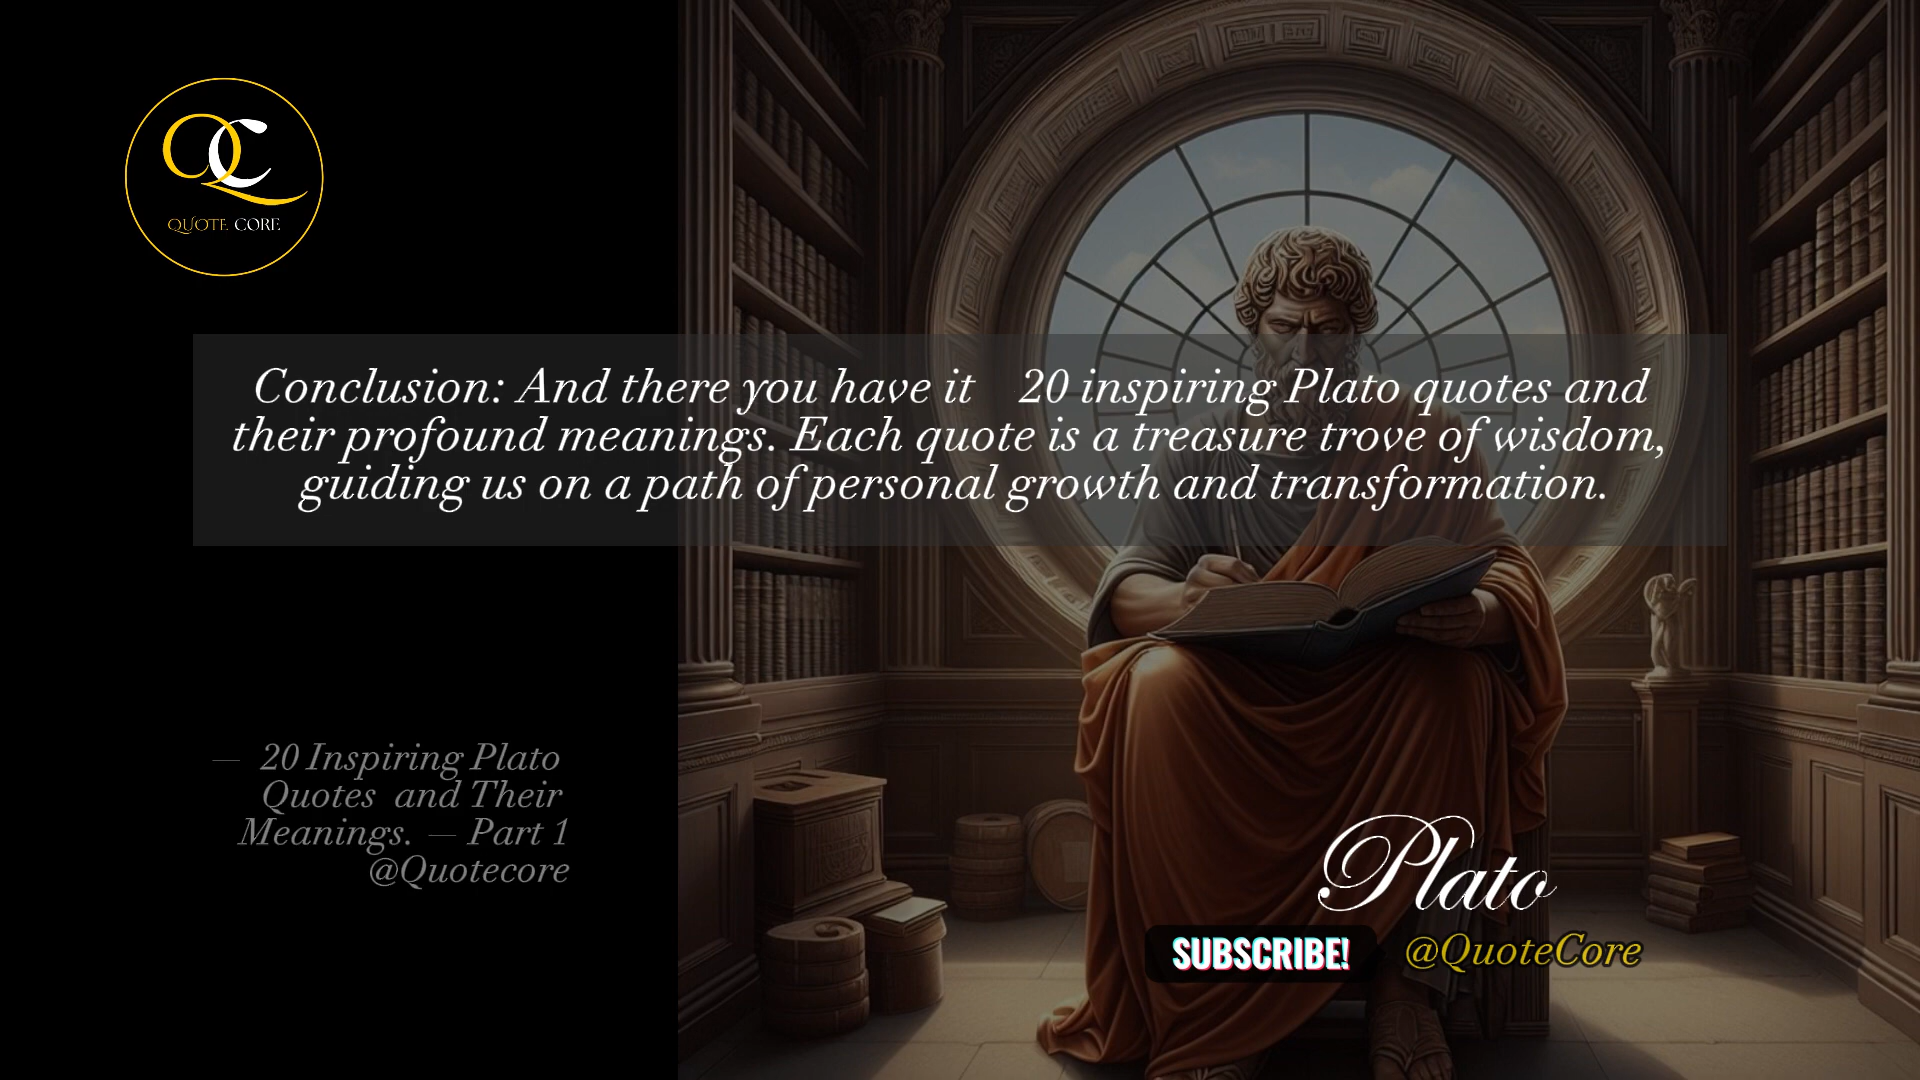 QC
QUOTE CORE
Conclusion: And there you have it 20 inspiring Plato quotes and
their profound meanings. Each quote is a treasure trove of wisdom,
guiding us on a path of personal growth and transformation.
— 20 Inspiring Plato
Quotes and Their
Meanings. — Part 1
@Quotecore
Plato
SUBSCRIBE! @QuoteCore